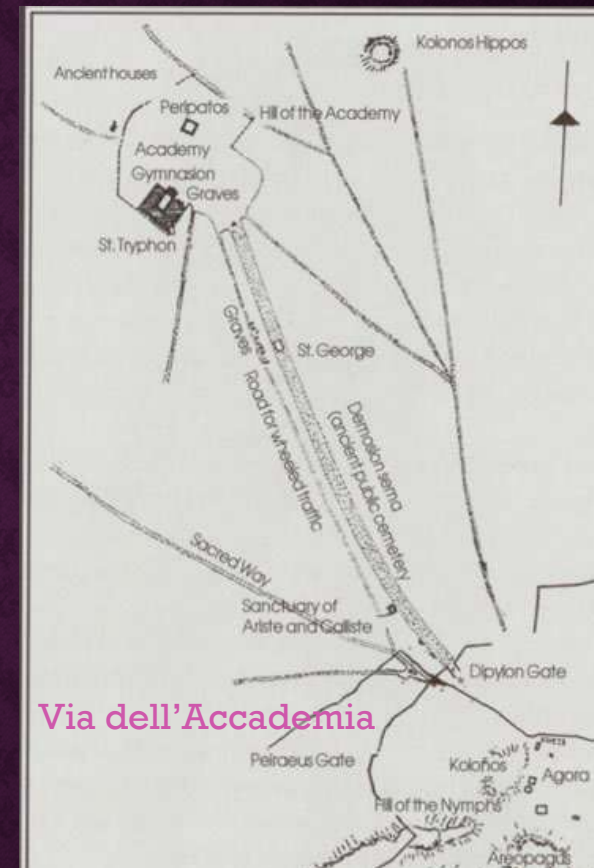 Kolonos Hippos
Ancient houses
Peripatos
Hill of the Academy
Academy
Gymnasion
Graves
St. Tryphon
Graves
St. George
Road for wheeled traffic
Demosion sema
(ancient public cemetery)
Sacred Way
Sanctuary of
Ariste and Calliste
Dipylon Gate
Via dell'Accademia
Peiraeus Gate
Kolonos
Agora
Hill of the Nymphs
Areopagus